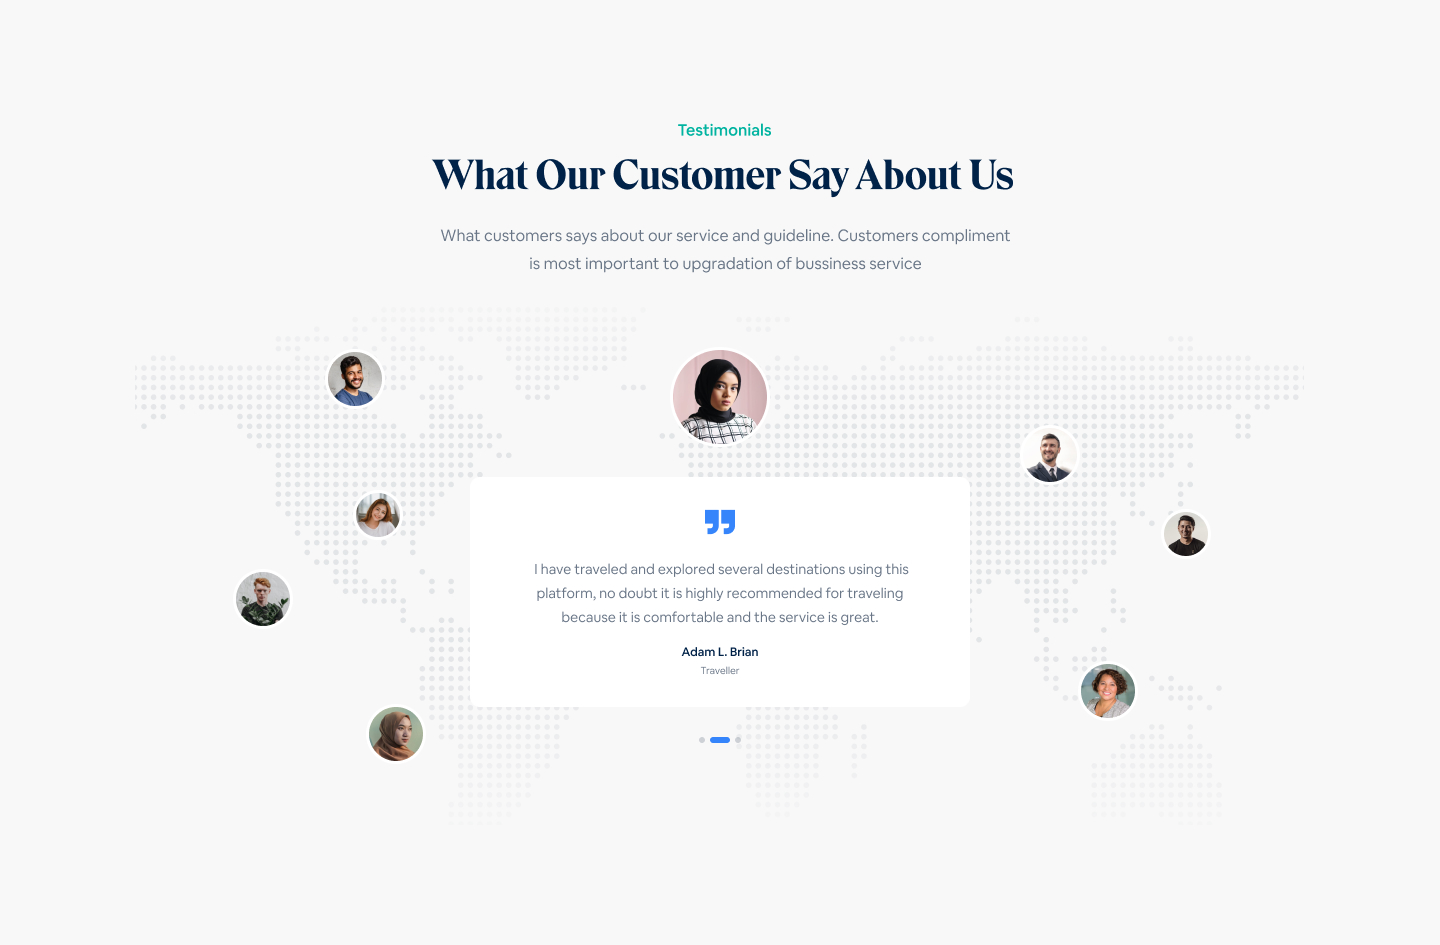 Testimonials
What Our Customer Say About Us
What customers says about our service and guideline. Customers compliment
is most important to upgradation of bussiness service
I have traveled and explored several destinations using this
platform, no doubt it is highly recommended for traveling
because it is comfortable and the service is great.
Adam L. Brian
Traveller